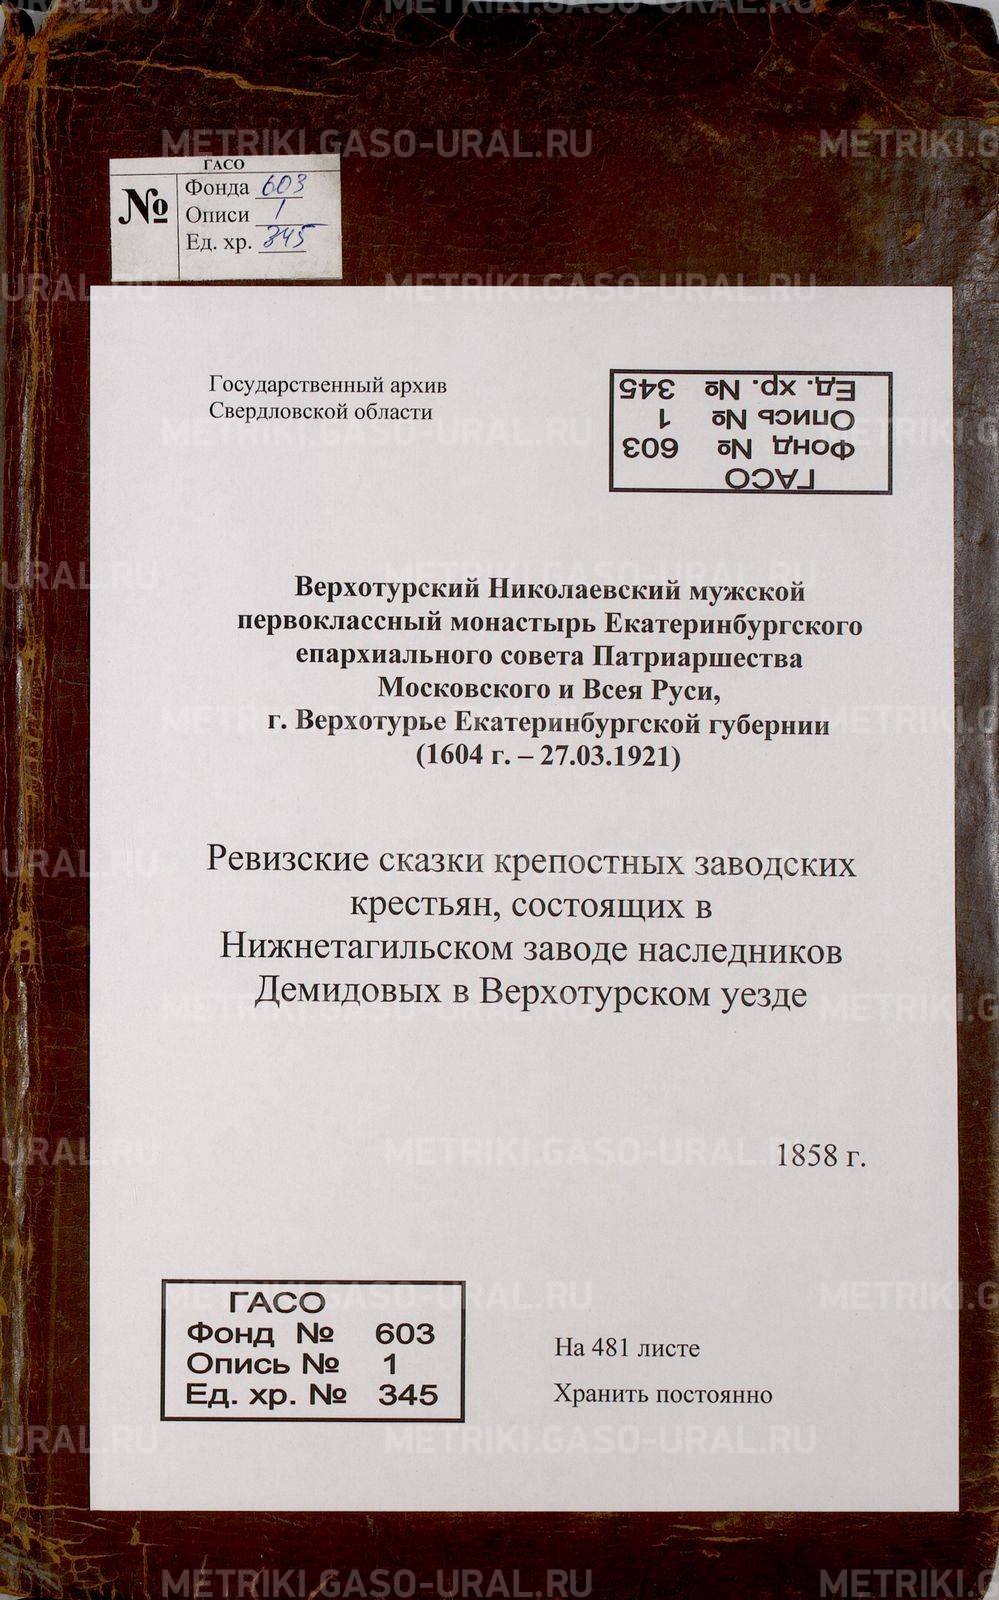 ГАСО
№
Фонда 603
Описи 1
Ед. хр. 345
Государственный архив
Свердловской области
ГАСО
Фонд № 603
Опись № 1
Ед. хр. № 345
Верхотурский Николаевский мужской
первоклассный монастырь Екатеринбургского
епархиального совета Патриаршества
Московского и Всея Руси,
г. Верхотурье Екатеринбургской губернии
(1604 г. – 27.03.1921)
Ревизские сказки крепостных заводских
крестьян, состоящих в
Нижнетагильском заводе наследников
Демидовых в Верхотурском уезде
1858 г.
ГАСО
Фонд № 603
Опись № 1
Ед. хр. № 345
На 481 листе
Хранить постоянно
METRIKI.GASO-URAL.RU